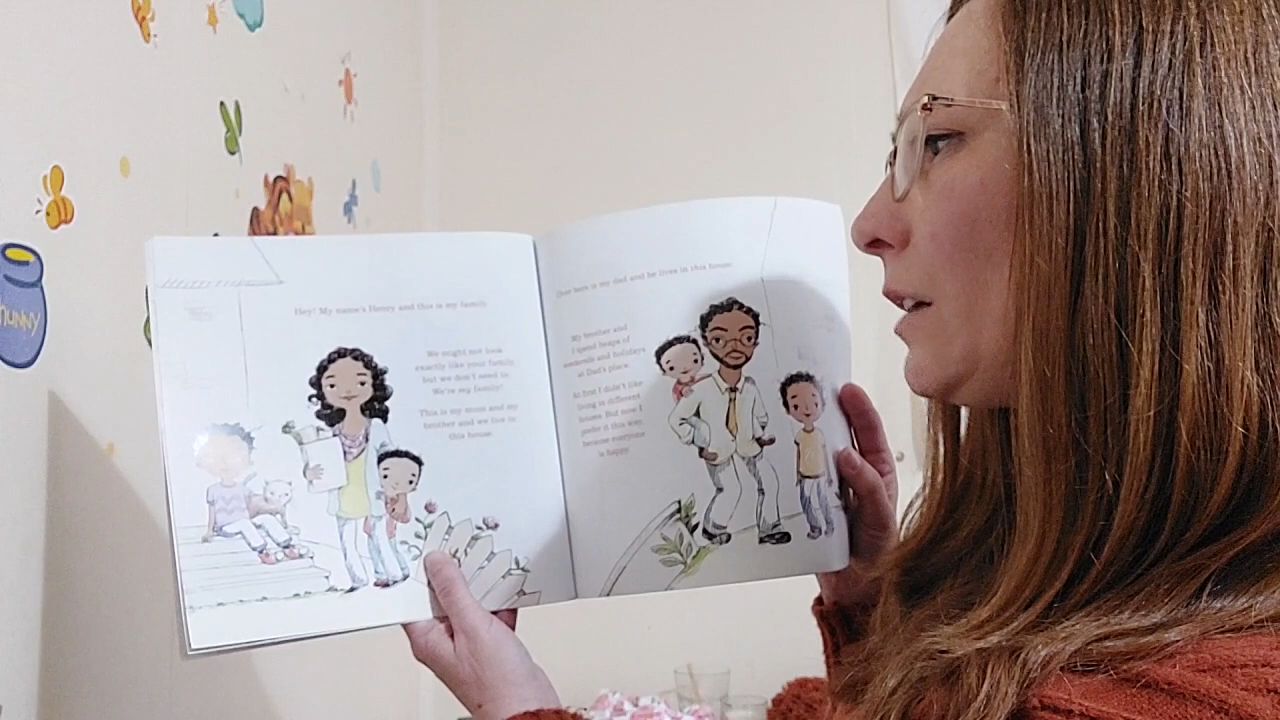 HUNNY
Hey! My name's Henry and this is my family
We might not look
exactly like your family
but we don't need to.
We're my family!
This is my mum and my
brother and we live in
this house.
Over here is my dad and he lives in this house.
My brother and
I spend heaps of
weekends and holidays
at Dad's place.
At first I didn't like
living in different
houses. But now I
prefer it this way,
because everyone
is happy.